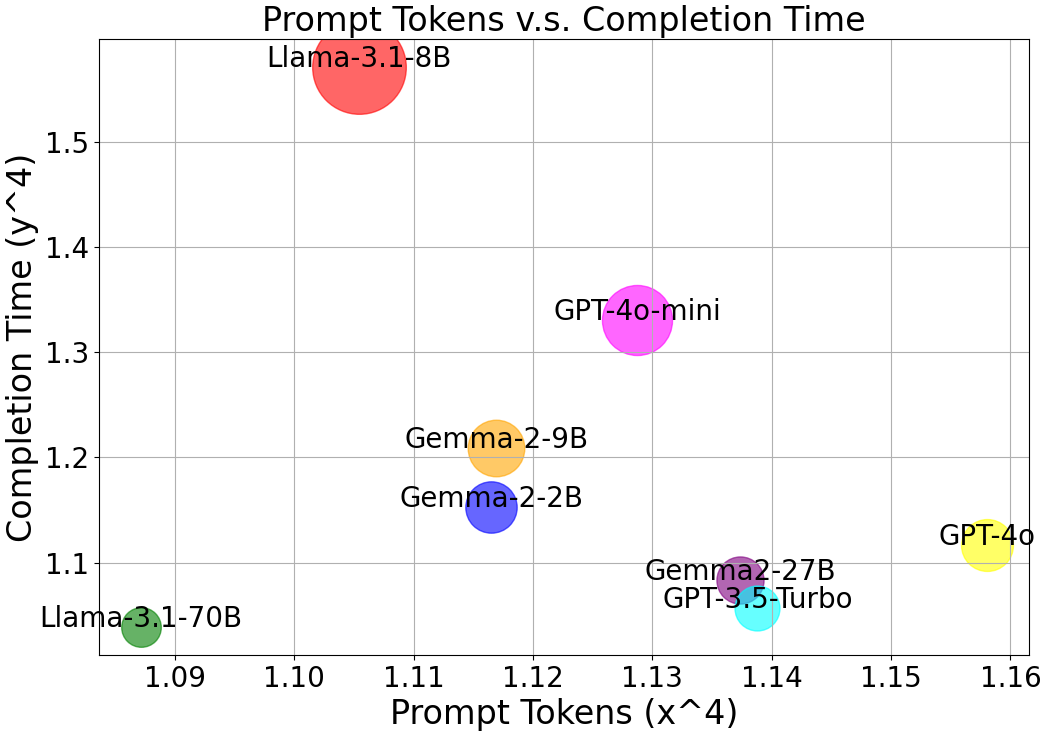 Prompt Tokens v.s. Completion Time
Completion Time (y^4)
1.5
1.4
1.3
1.2
1.1
Llama-3.1-8B
GPT-4o-mini
Gemma-2-9B
Gemma-2-2B
GPT-4o
Gemma2-27B
GPT-3.5-Turbo
Llama-3.1-70B
1.09 1.10 1.11 1.12 1.13 1.14 1.15 1.16
Prompt Tokens (x^4)